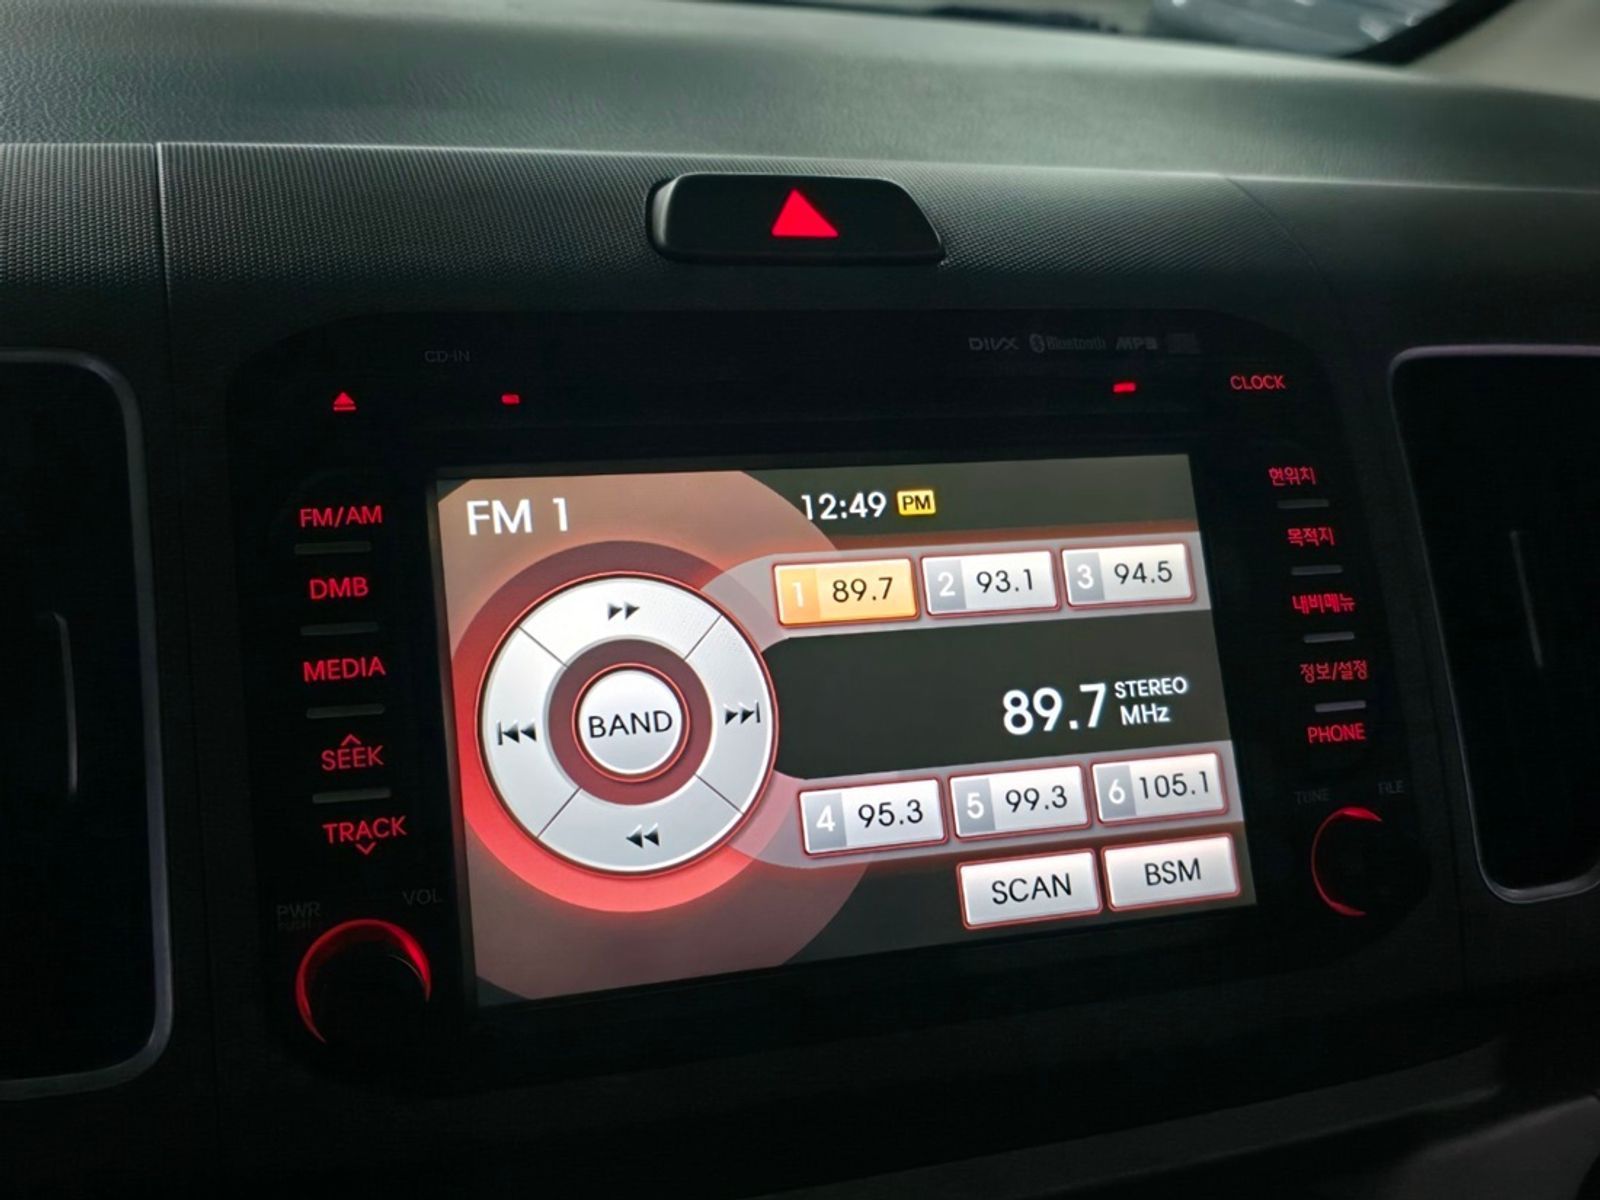 CD-IN
DIVX Bluetooth MP3
CLOCK
FM/AM
DMB
MEDIA
SEEK
TRACK
PWR
VOL
FM 1
12:49 PM
1 89.7
2 93.1
3 94.5
BAND
89.7 STEREO
MHz
4 95.3
5 99.3
6 105.1
SCAN
BSM
현위치
목적지
내비메뉴
정보/설정
PHONE
TUNE
FILE